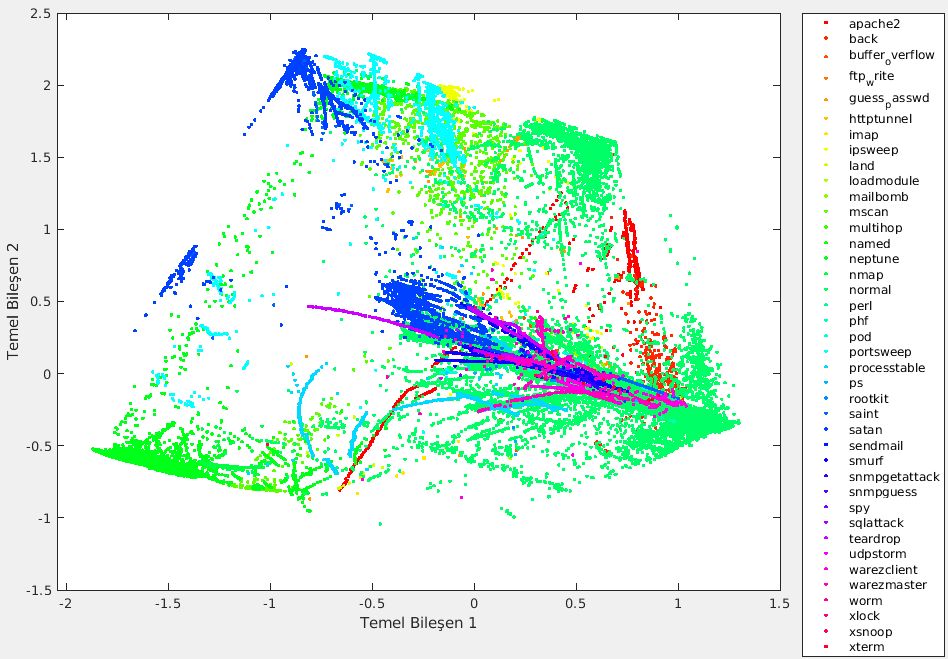 2.5
2
1.5
1
0.5
0
-0.5
-1
-1.5
Temel Bileşen 2
-2 -1.5 -1 -0.5 0 0.5 1 1.5
Temel Bileşen 1
apache2
back
buffer_overflow
ftp_write
guess_passwd
httptunnel
imap
ipsweep
land
loadmodule
mailbomb
mscan
multihop
named
neptune
nmap
normal
perl
phf
pod
portsweep
processtable
ps
rootkit
saint
satan
sendmail
smurf
snmpgetattack
snmpguess
spy
sqlattack
teardrop
udpstorm
warezclient
warezmaster
worm
xlock
xsnoop
xterm